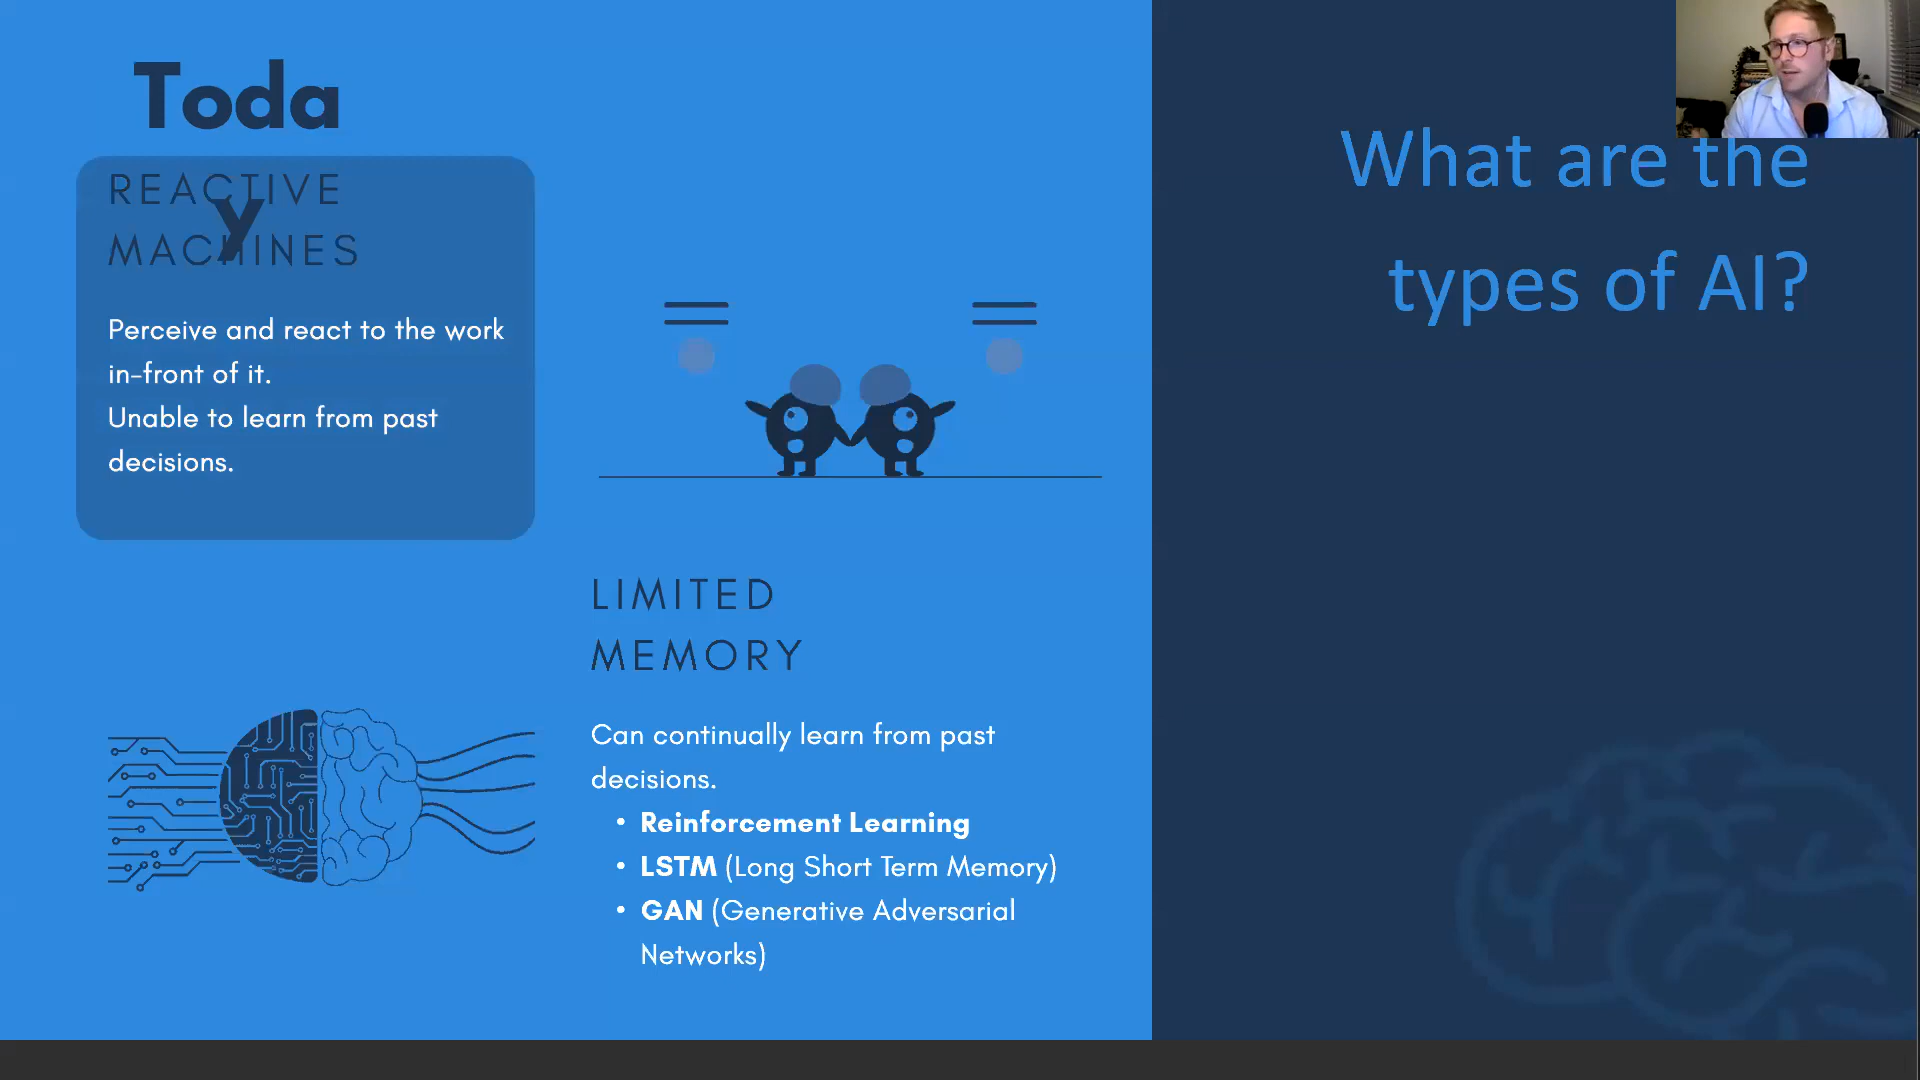 Toda
y
REACTIVE
MACHINES
Perceive and react to the work
in-front of it.
Unable to learn from past
decisions.
LIMITED
MEMORY
Can continually learn from past
decisions.
• Reinforcement Learning
• LSTM (Long Short Term Memory)
• GAN (Generative Adversarial
Networks)
What are the
types of AI?